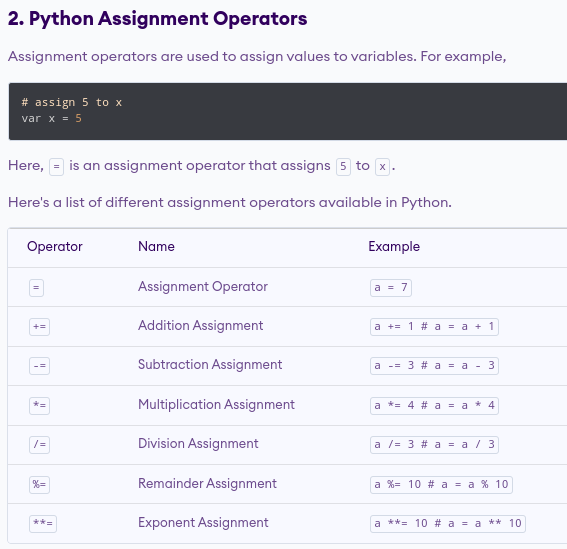 2. Python Assignment Operators
Assignment operators are used to assign values to variables. For example,
# assign 5 to x
var x = 5
Here, = is an assignment operator that assigns 5 to x.
Here's a list of different assignment operators available in Python.
Operator Name Example
= Assignment Operator a = 7
+= Addition Assignment a += 1 # a = a + 1
-= Subtraction Assignment a -= 3 # a = a - 3
*= Multiplication Assignment a *= 4 # a = a * 4
/= Division Assignment a /= 3 # a = a / 3
%= Remainder Assignment a %= 10 # a = a % 10
**= Exponent Assignment a **= 10 # a = a ** 10